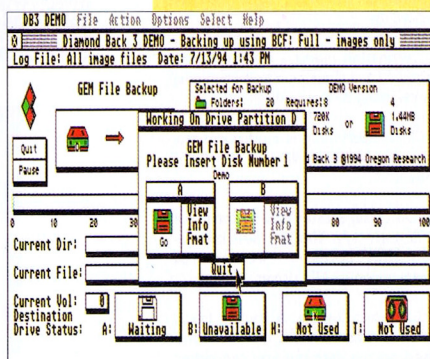 DB3 DEMO File Action Options Select Help
Diamond Back 3 DEMO - Backing up using BCF: Full - images only
Log File: All image files Date: 7/13/94 1:43 PM
GEM File Backup
Selected for Backup DEMO Version
Folders: 20 Requires: 8 4
720K Disks or 1.44MB Disks
Back 3 ©1994 Oregon Research
Quit
Pause
Working On Drive Partition D
GEM File Backup
Please Insert Disk Number 1
Demo
A B
View
Info
Fmat
Go
View
Info
Fmat
Quit
0 10 20 30 80 90 100
Current Dir:
Current File:
Current Vol: 0
Destination
Drive Status: A: Waiting B: Unavailable H: Not Used T: Not Used